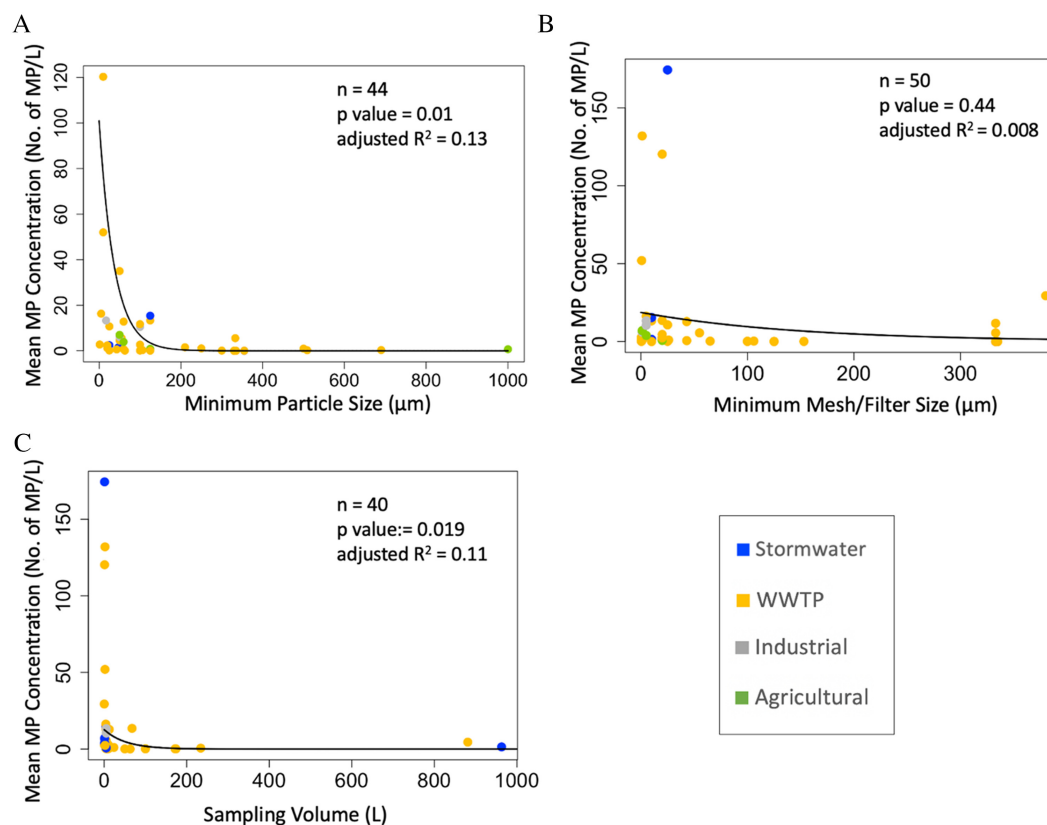 A
Mean MP Concentration (No. of MP/L)
0 20 40 60 80 100 120
n = 44
p value = 0.01
adjusted R² = 0.13
0 200 400 600 800 1000
Minimum Particle Size (µm)
B
Mean MP Concentration (No. of MP/L)
0 50 100 150
n = 50
p value = 0.44
adjusted R² = 0.008
0 100 200 300
Minimum Mesh/Filter Size (µm)
C
Mean MP Concentration (No. of MP/L)
0 50 100 150
n = 40
p value:= 0.019
adjusted R² = 0.11
0 200 400 600 800 1000
Sampling Volume (L)
Stormwater
WWTP
Industrial
Agricultural